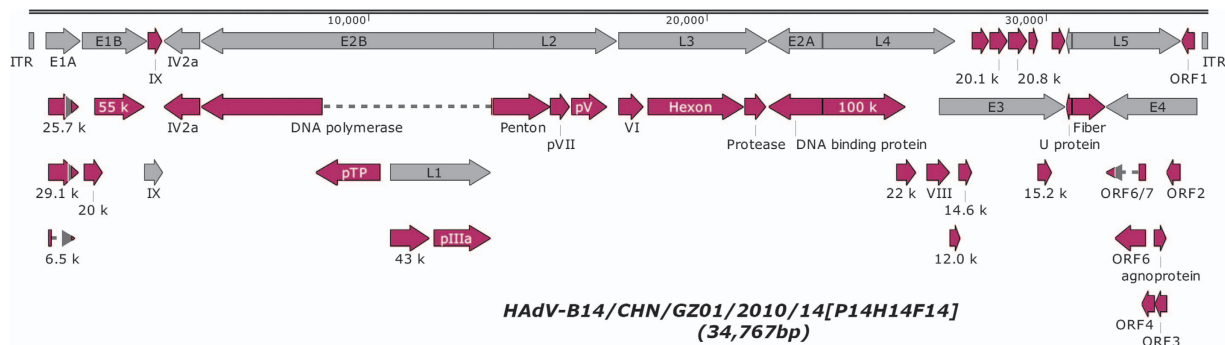 10,000 20,000 30,000
E1B E2B L2 L3 E2A L4 L5
ITR E1A IX IV2a 20.1 k 20.8 k ORF1 ITR
55 k pV Hexon 100 k E3 E4
25.7 k IV2a DNA polymerase Penton pVII VI Protease DNA binding protein U protein Fiber
pTP L1
29.1 k 20 k IX 22 k VIII 14.6 k 15.2 k ORF6/7 ORF2
pIIIa
6.5 k 43 k 12.0 k ORF6 agnoprotein
HAdV-B14/CHN/GZ01/2010/14[P14H14F14]
(34,767bp)
ORF4 ORF3